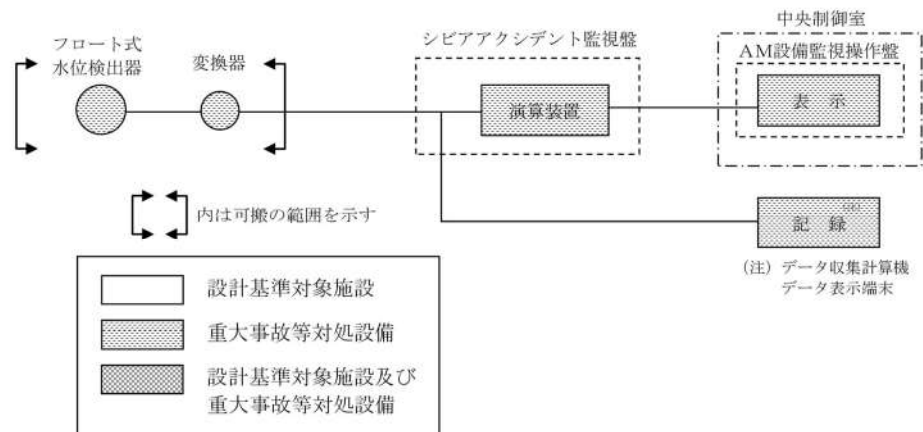 中央制御室
シビアアクシデント監視盤
AM設備監視操作盤
フロート式
水位検出器
変換器
演算装置
表　示
内は可搬の範囲を示す
記　録
(注) データ収集計算機
データ表示端末
設計基準対象施設
重大事故等対処設備
設計基準対象施設及び
重大事故等対処設備